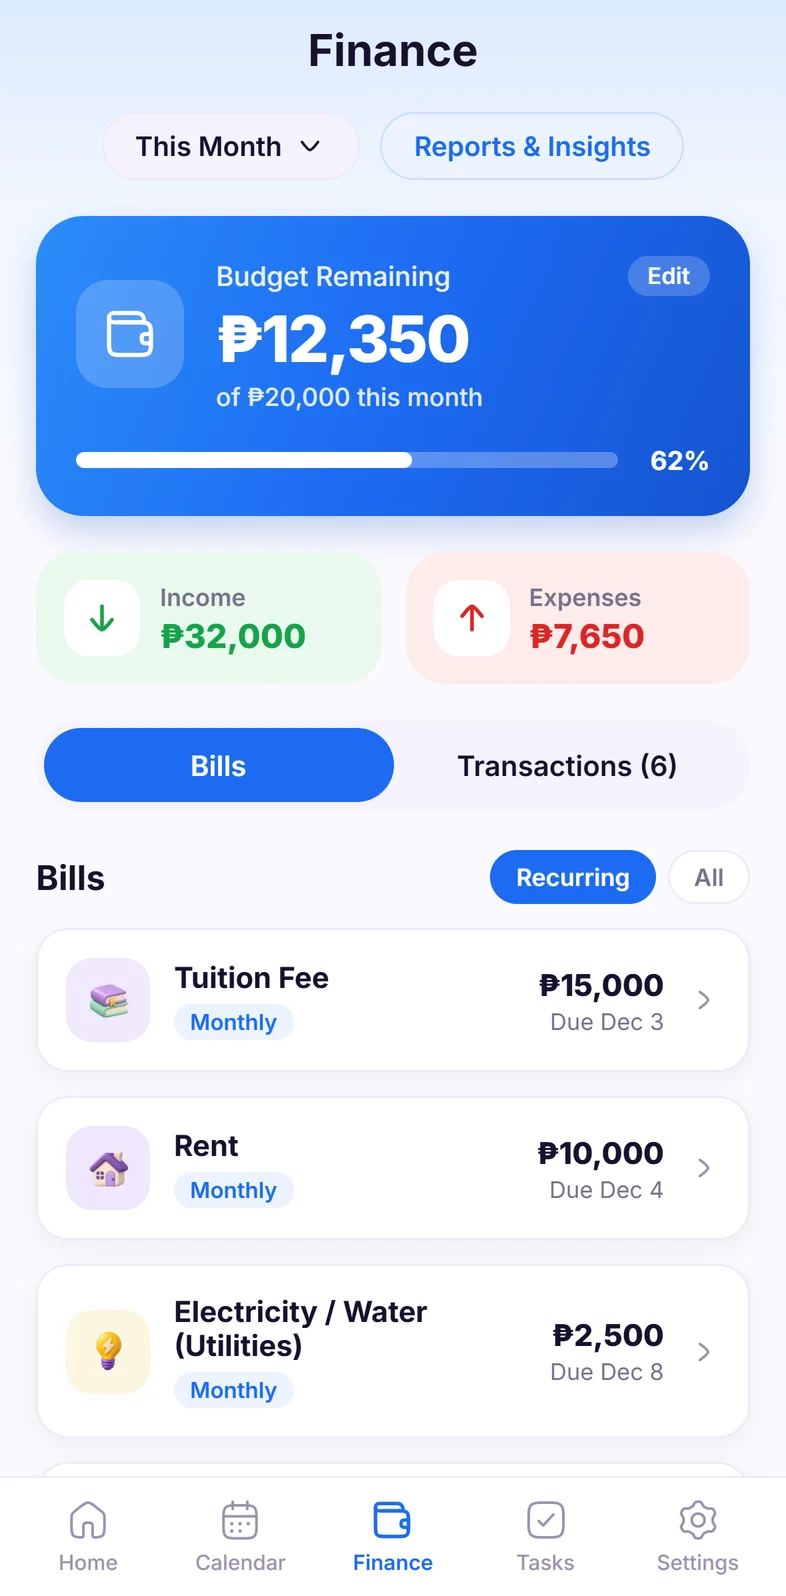 Finance
This Month
Reports & Insights
Budget Remaining
Edit
₱12,350
of ₱20,000 this month
62%
Income
₱32,000
Expenses
₱7,650
Bills
Transactions (6)
Bills
Recurring
All
Tuition Fee
Monthly
₱15,000
Due Dec 3
Rent
Monthly
₱10,000
Due Dec 4
Electricity / Water
(Utilities)
Monthly
₱2,500
Due Dec 8
Home
Calendar
Finance
Tasks
Settings